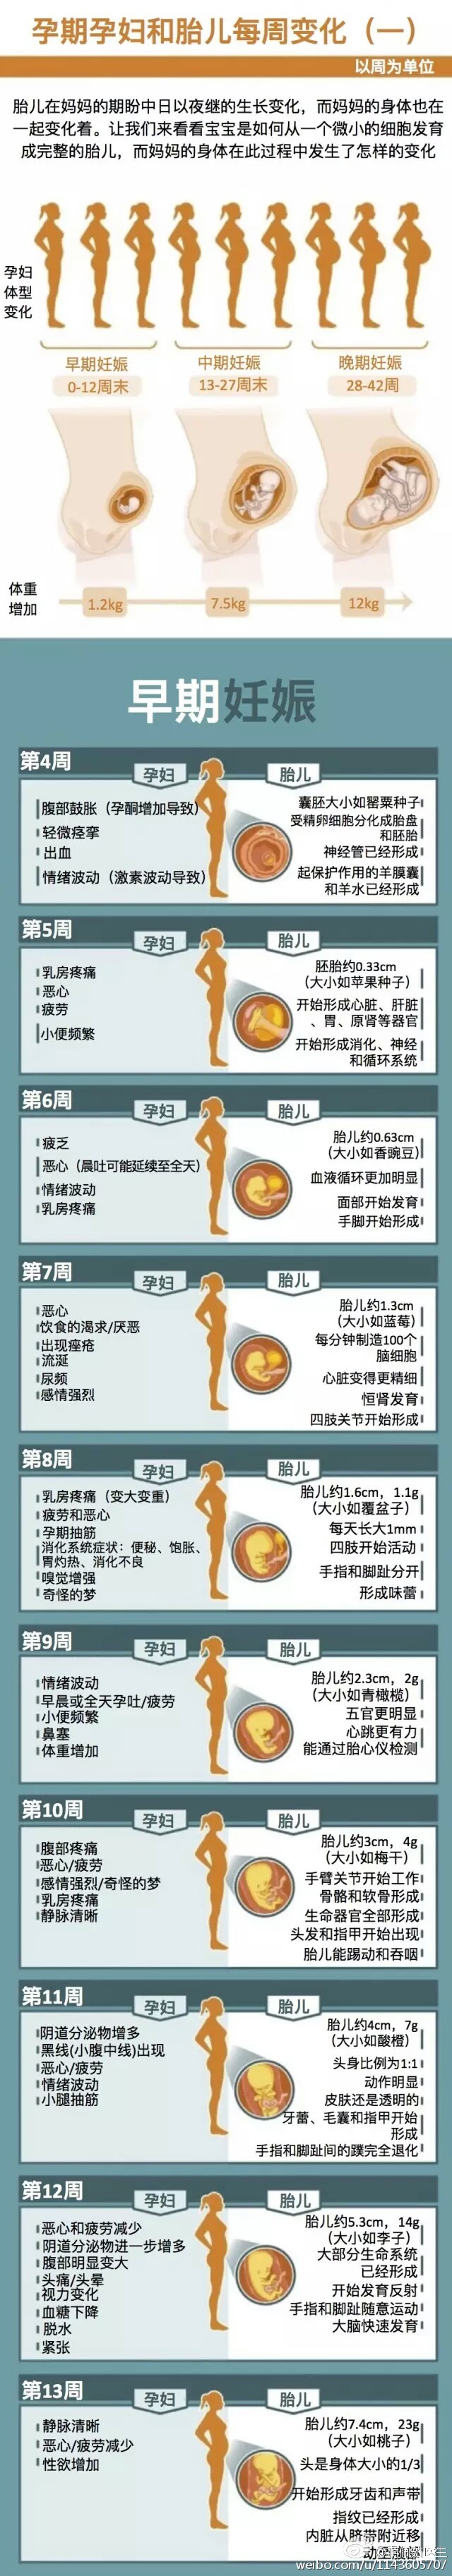 孕期孕妇和胎儿每周变化（一）
以周为单位
胎儿在妈妈的期盼中日以夜继的生长变化，而妈妈的身体也在
一起变化着。让我们来看看宝宝是如何从一个微小的细胞发育
成完整的胎儿，而妈妈的身体在此过程中发生了怎样的变化
孕妇
体型
变化
早期妊娠
0-12周末
中期妊娠
13-27周末
晚期妊娠
28-42周
体重
增加
1.2kg
7.5kg
12kg
早期妊娠
第4周
孕妇
腹部鼓胀（孕酮增加导致）
轻微痉挛
出血
情绪波动（激素波动导致）
胎儿
囊胚大小如罂粟种子
受精卵细胞分化成胎盘
和胚胎
神经管已经形成
起保护作用的羊膜囊
和羊水已经形成
第5周
孕妇
乳房疼痛
恶心
疲劳
小便频繁
胎儿
胚胎约0.33cm
（大小如苹果种子）
开始形成心脏、肝脏
、胃、原肾等器官
开始形成消化、神经
和循环系统
第6周
孕妇
疲乏
恶心（晨吐可能延续至全天）
情绪波动
乳房疼痛
胎儿
胎儿约0.63cm
（大小如香豌豆）
血液循环更加明显
面部开始发育
手脚开始形成
第7周
孕妇
恶心
饮食的渴求/厌恶
出现痤疮
流涎
尿频
感情强烈
胎儿
胎儿约1.3cm
（大小如蓝莓）
每分钟制造100个
脑细胞
心脏变得更精细
恒肾发育
四肢关节开始形成
第8周
孕妇
乳房疼痛（变大变重）
疲劳和恶心
孕期抽筋
消化系统症状：便秘、饱胀、
胃灼热、消化不良
嗅觉增强
奇怪的梦
胎儿
胎儿约1.6cm，1.1g
（大小如覆盆子）
每天长大1mm
四肢开始活动
手指和脚趾分开
形成味蕾
第9周
孕妇
情绪波动
早晨或全天孕吐/疲劳
小便频繁
鼻塞
体重增加
胎儿
胎儿约2.3cm，2g
（大小如青橄榄）
五官更明显
心跳更有力
能通过胎心仪检测
第10周
孕妇
腹部疼痛
恶心/疲劳
感情强烈/奇怪的梦
乳房疼痛
静脉清晰
胎儿
胎儿约3cm，4g
（大小如梅干）
手臂关节开始工作
骨骼和软骨形成
生命器官全部形成
头发和指甲开始出现
胎儿能踢动和吞咽
第11周
孕妇
阴道分泌物增多
黑线(小腹中线)出现
恶心/疲劳
情绪波动
小腿抽筋
胎儿
胎儿约4cm，7g
（大小如酸橙）
头身比例为1:1
动作明显
皮肤还是透明的
牙蕾、毛囊和指甲开始
形成
手指和脚趾间的蹼完全退化
第12周
孕妇
恶心和疲劳减少
阴道分泌物进一步增多
腹部明显变大
头痛/头晕
视力变化
血糖下降
脱水
紧张
胎儿
胎儿约5.3cm，14g
（大小如李子）
大部分生命系统
已经形成
开始发育反射
手指和脚趾随意运动
大脑快速发育
第13周
孕妇
静脉清晰
恶心/疲劳减少
性欲增加
胎儿
胎儿约7.4cm，23g
（大小如桃子）
头是身体大小的1/3
开始形成牙齿和声带
指纹已经形成
内脏从脐带附近移
weibo.com/u/1143605707